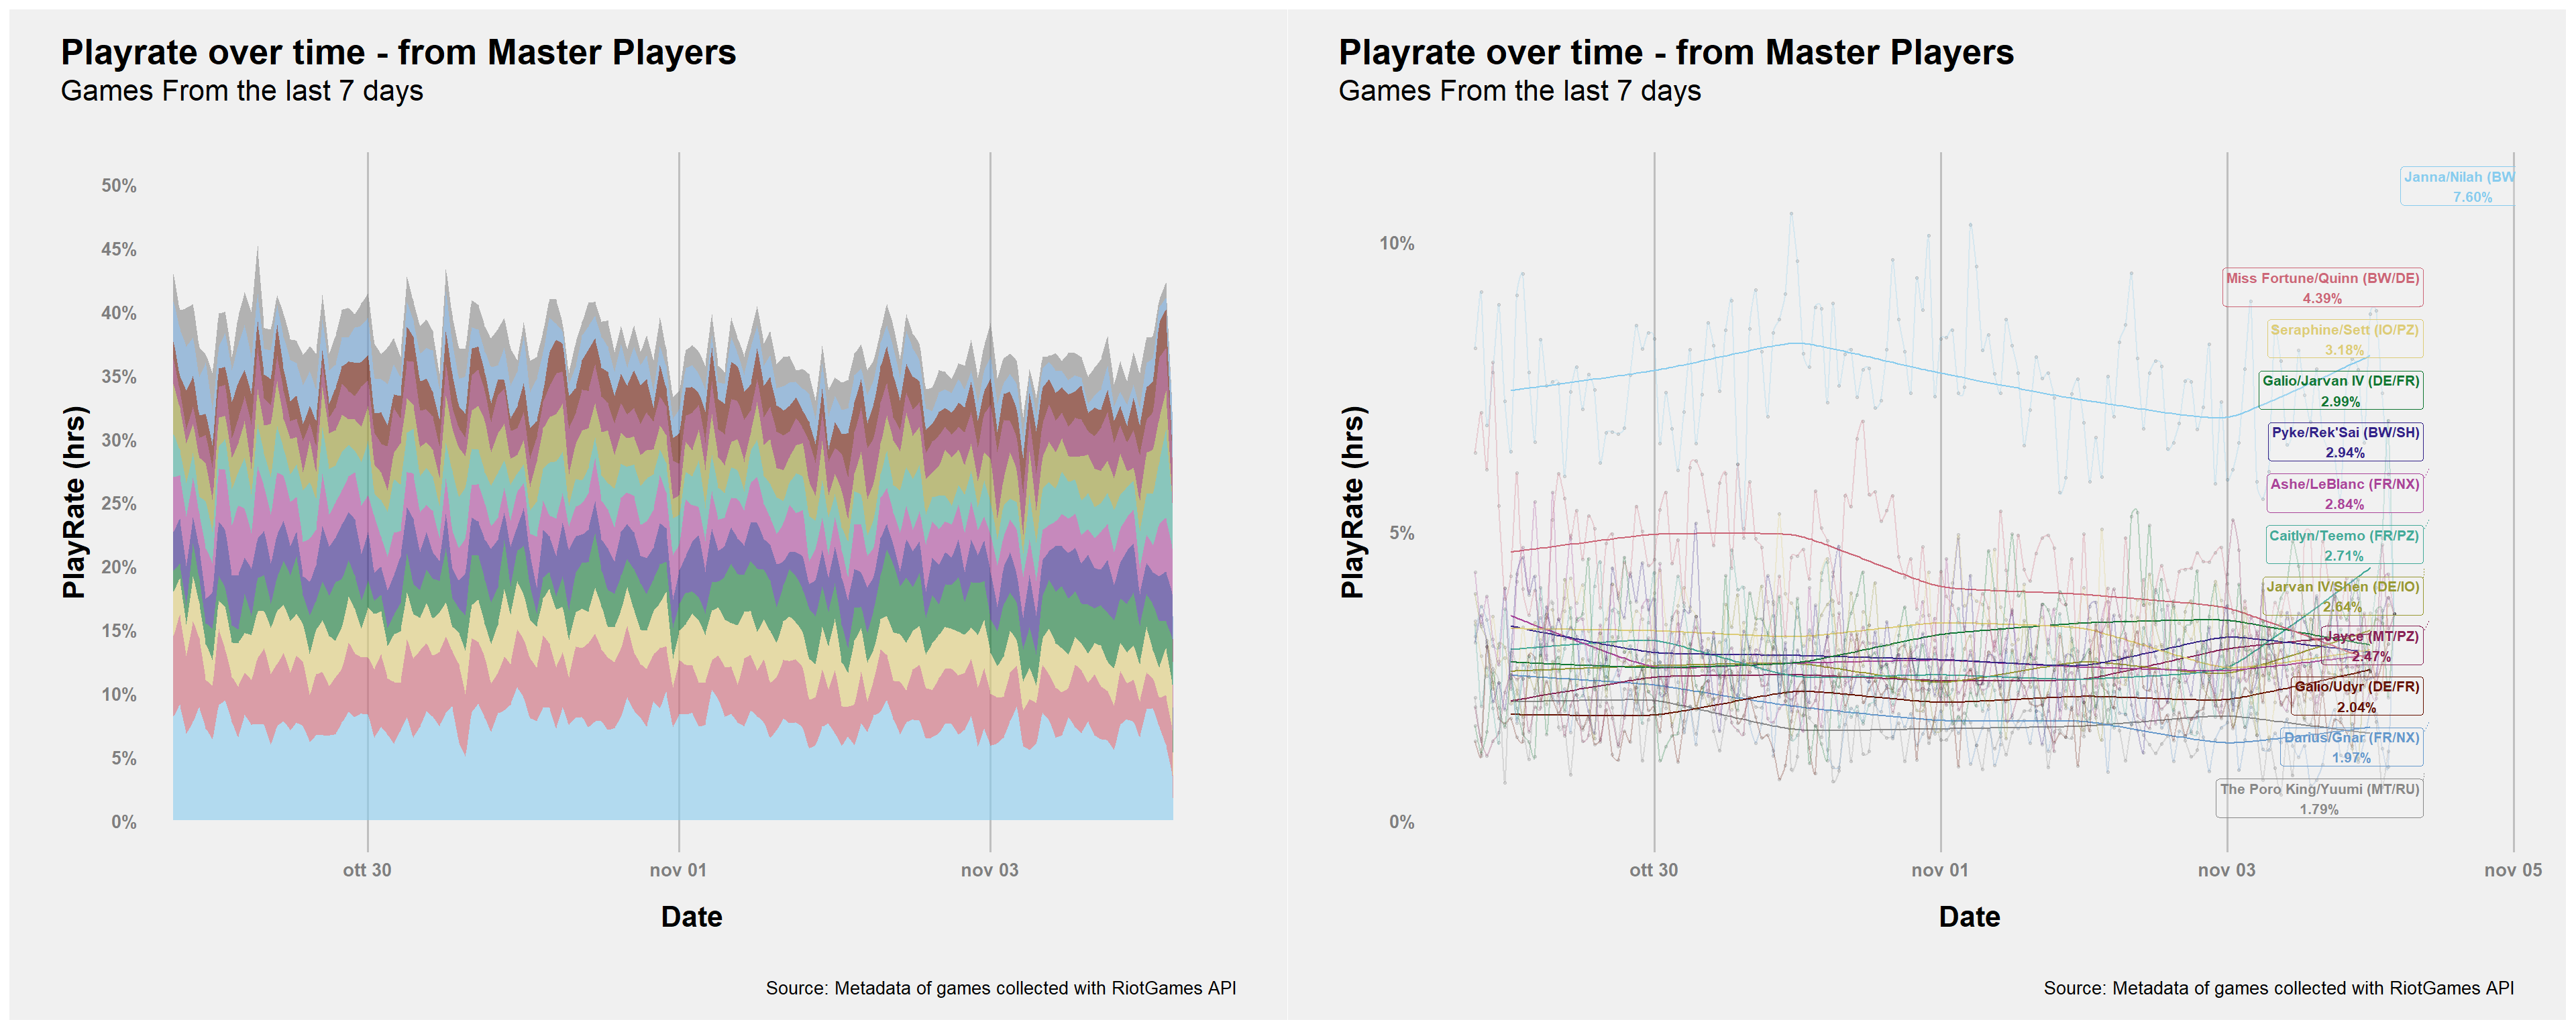 Playrate over time - from Master Players
Games From the last 7 days
PlayRate (hrs)
50%
45%
40%
35%
30%
25%
20%
15%
10%
5%
0%
ott 30
nov 01
nov 03
Date
Source: Metadata of games collected with RiotGames API
Playrate over time - from Master Players
Games From the last 7 days
PlayRate (hrs)
10%
5%
0%
Janna/Nilah (BW
7.60%
Miss Fortune/Quinn (BW/DE)
4.39%
Seraphine/Sett (IO/PZ)
3.18%
Galio/Jarvan IV (DE/FR)
2.99%
Pyke/Rek'Sai (BW/SH)
2.94%
Ashe/LeBlanc (FR/NX)
2.84%
Caitlyn/Teemo (FR/PZ)
2.71%
Jarvan IV/Shen (DE/IO)
2.64%
Jayce (MT/PZ)
2.47%
Galio/Udyr (DE/FR)
2.04%
Darius/Gnar (FR/NX)
1.97%
The Poro King/Yuumi (MT/RU)
1.79%
ott 30
nov 01
nov 03
nov 05
Date
Source: Metadata of games collected with RiotGames API